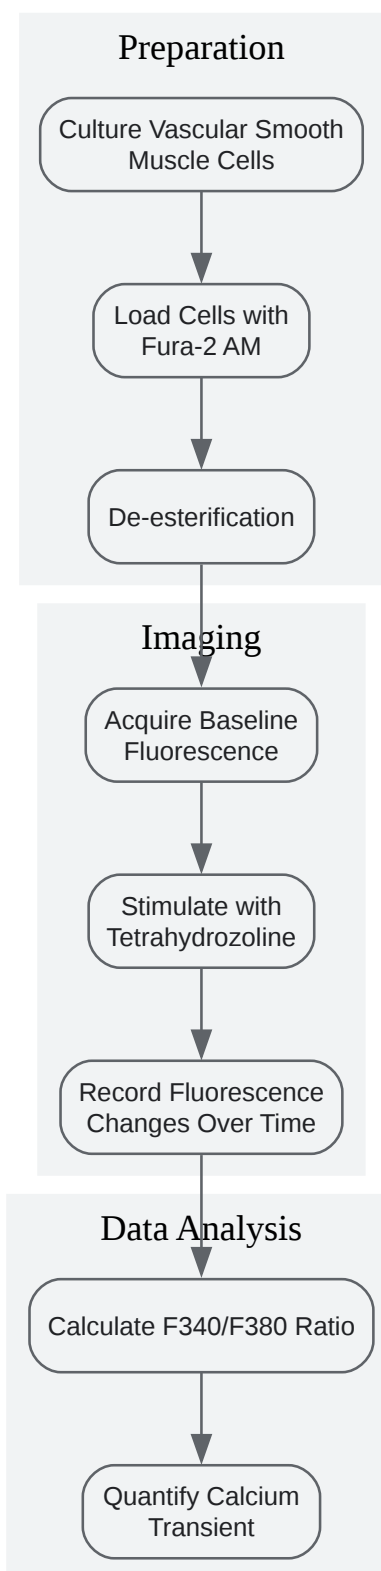 Preparation
Culture Vascular Smooth
Muscle Cells
Load Cells with
Fura-2 AM
De-esterification
Imaging
Acquire Baseline
Fluorescence
Stimulate with
Tetrahydrozoline
Record Fluorescence
Changes Over Time
Data Analysis
Calculate F340/F380 Ratio
Quantify Calcium
Transient